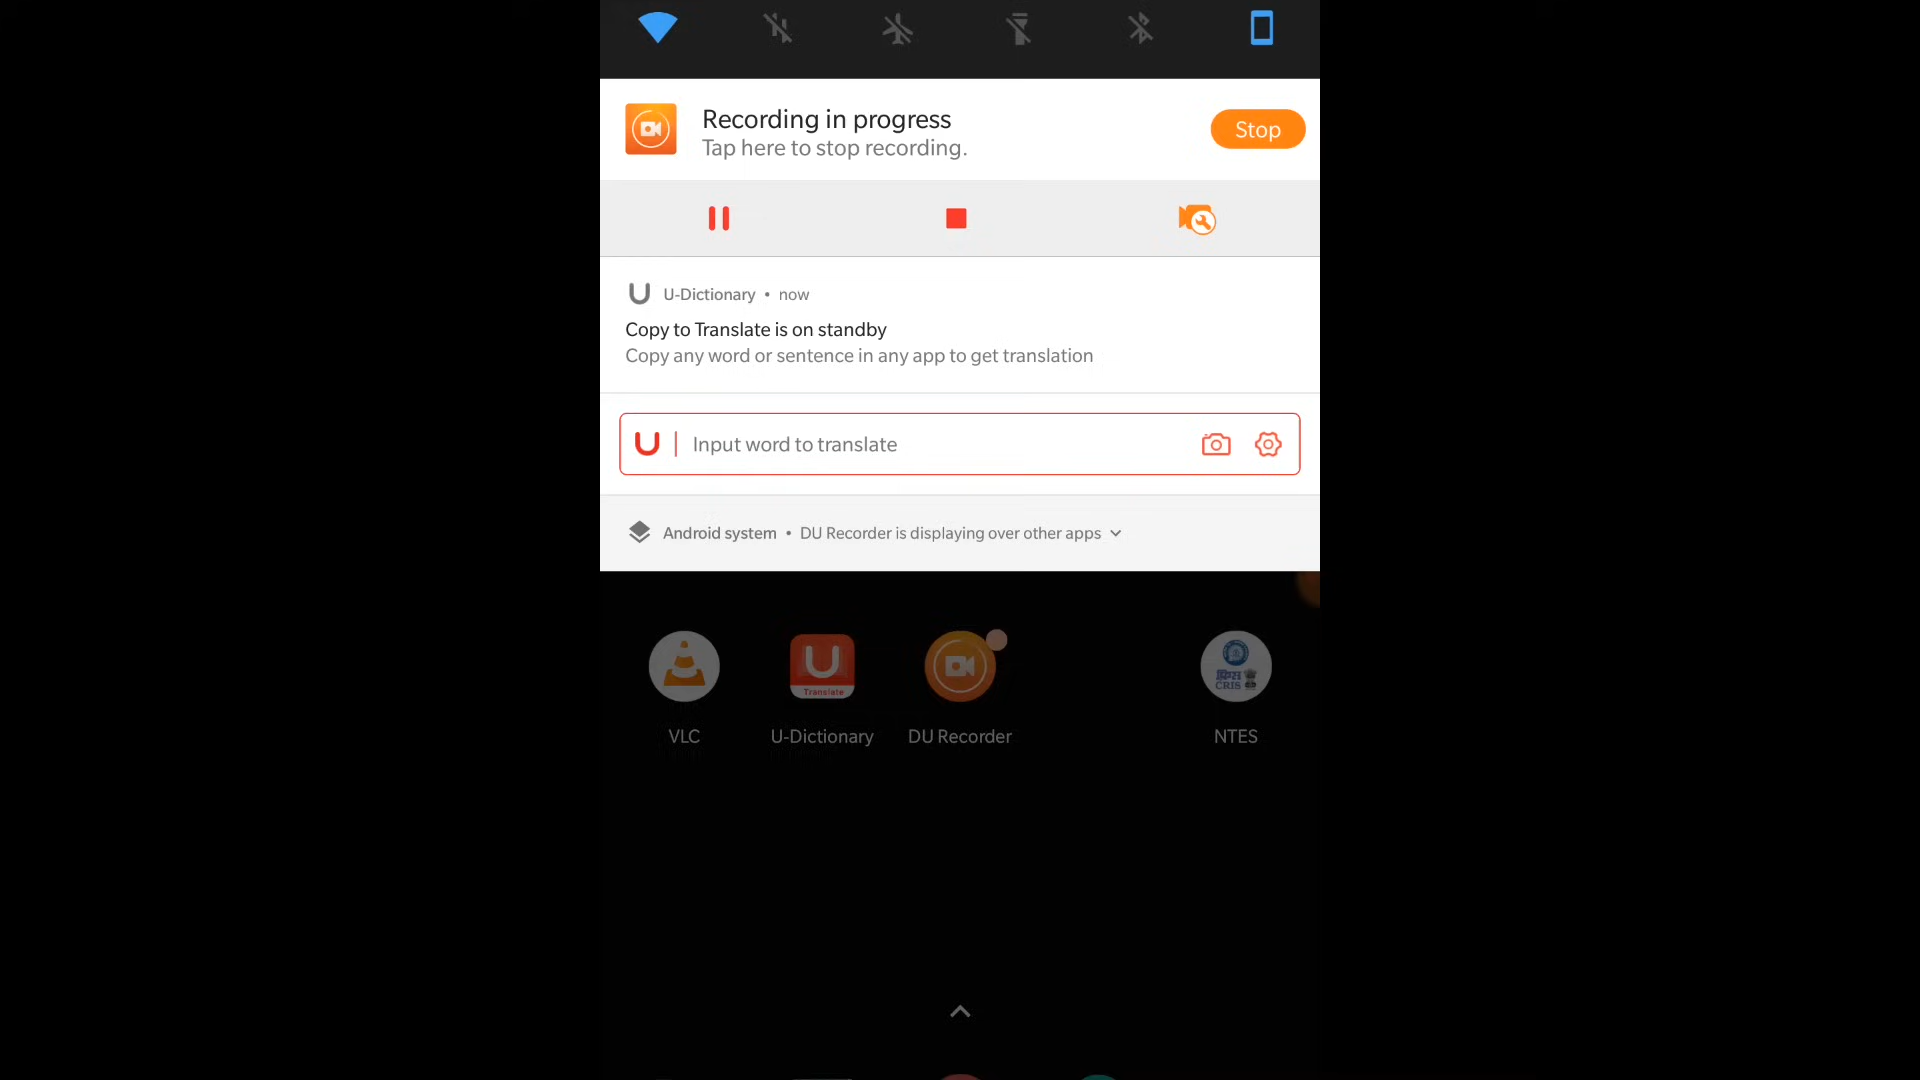 Recording in progress
Tap here to stop recording.
Stop
U-Dictionary • now
Copy to Translate is on standby
Copy any word or sentence in any app to get translation
Input word to translate
Android system • DU Recorder is displaying over other apps
Translate
क्रिस
CRIS
VLC
U-Dictionary
DU Recorder
NTES